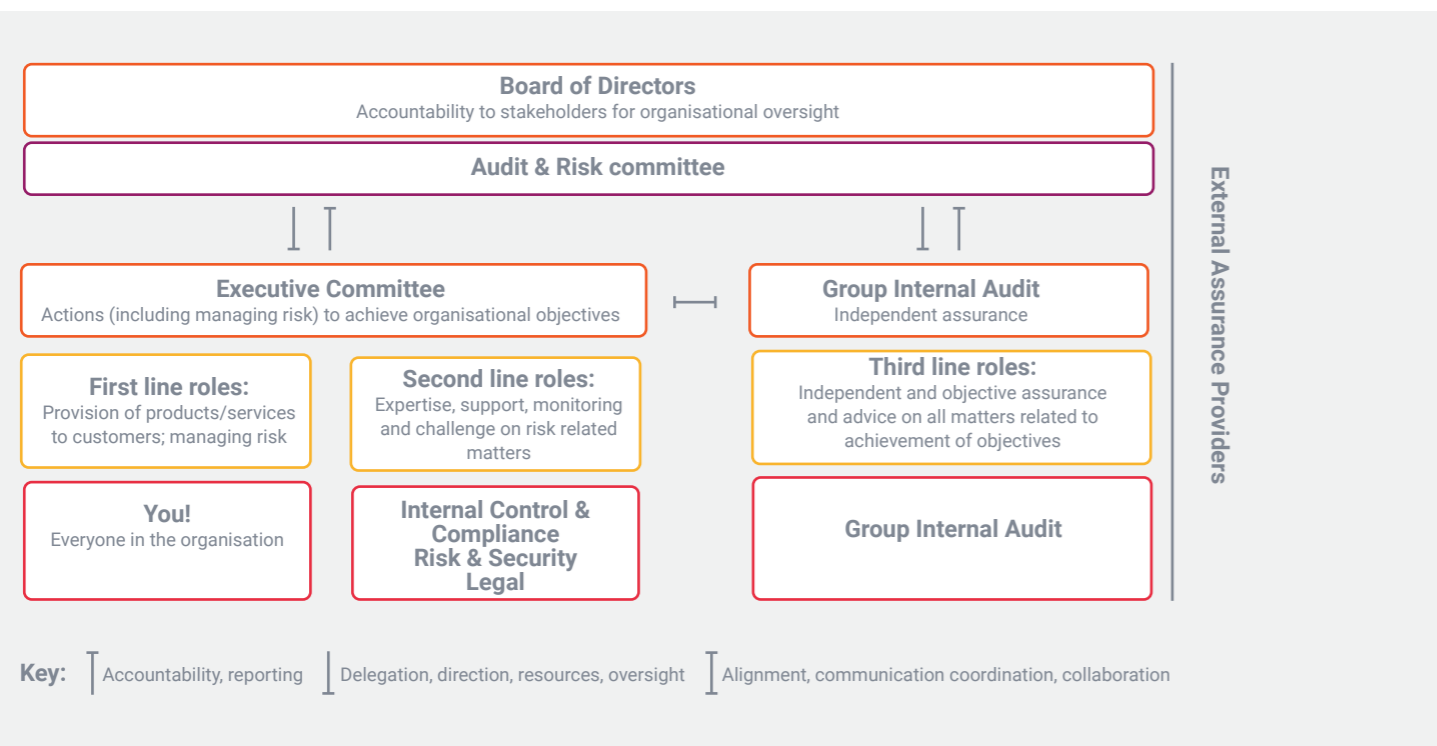 Board of Directors
Accountability to stakeholders for organisational oversight
Audit & Risk committee
Executive Committee
Actions (including managing risk) to achieve organisational objectives
Group Internal Audit
Independent assurance
First line roles:
Provision of products/services
to customers; managing risk
Second line roles:
Expertise, support, monitoring
and challenge on risk related
matters
Third line roles:
Independent and objective assurance
and advice on all matters related to
achievement of objectives
You!
Everyone in the organisation
Internal Control &
Compliance
Risk & Security
Legal
Group Internal Audit
External Assurance Providers
Key: Accountability, reporting Delegation, direction, resources, oversight Alignment, communication coordination, collaboration